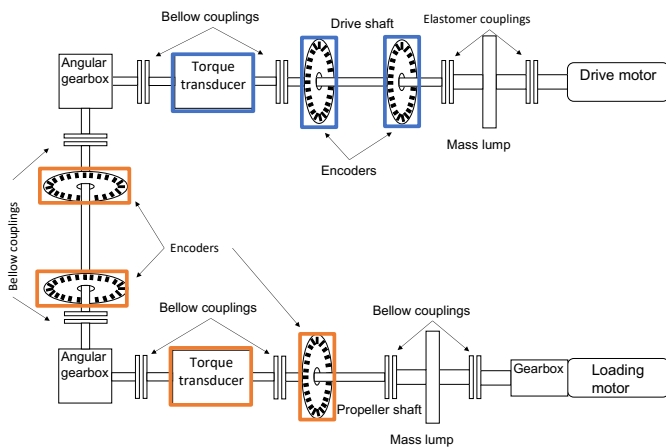 Bellow couplings
Drive shaft
Elastomer couplings
Angular
gearbox
Torque
transducer
Drive motor
Mass lump
Encoders
Bellow couplings
Encoders
Bellow couplings
Bellow couplings
Angular
gearbox
Torque
transducer
Gearbox
Loading
motor
Propeller shaft
Mass lump